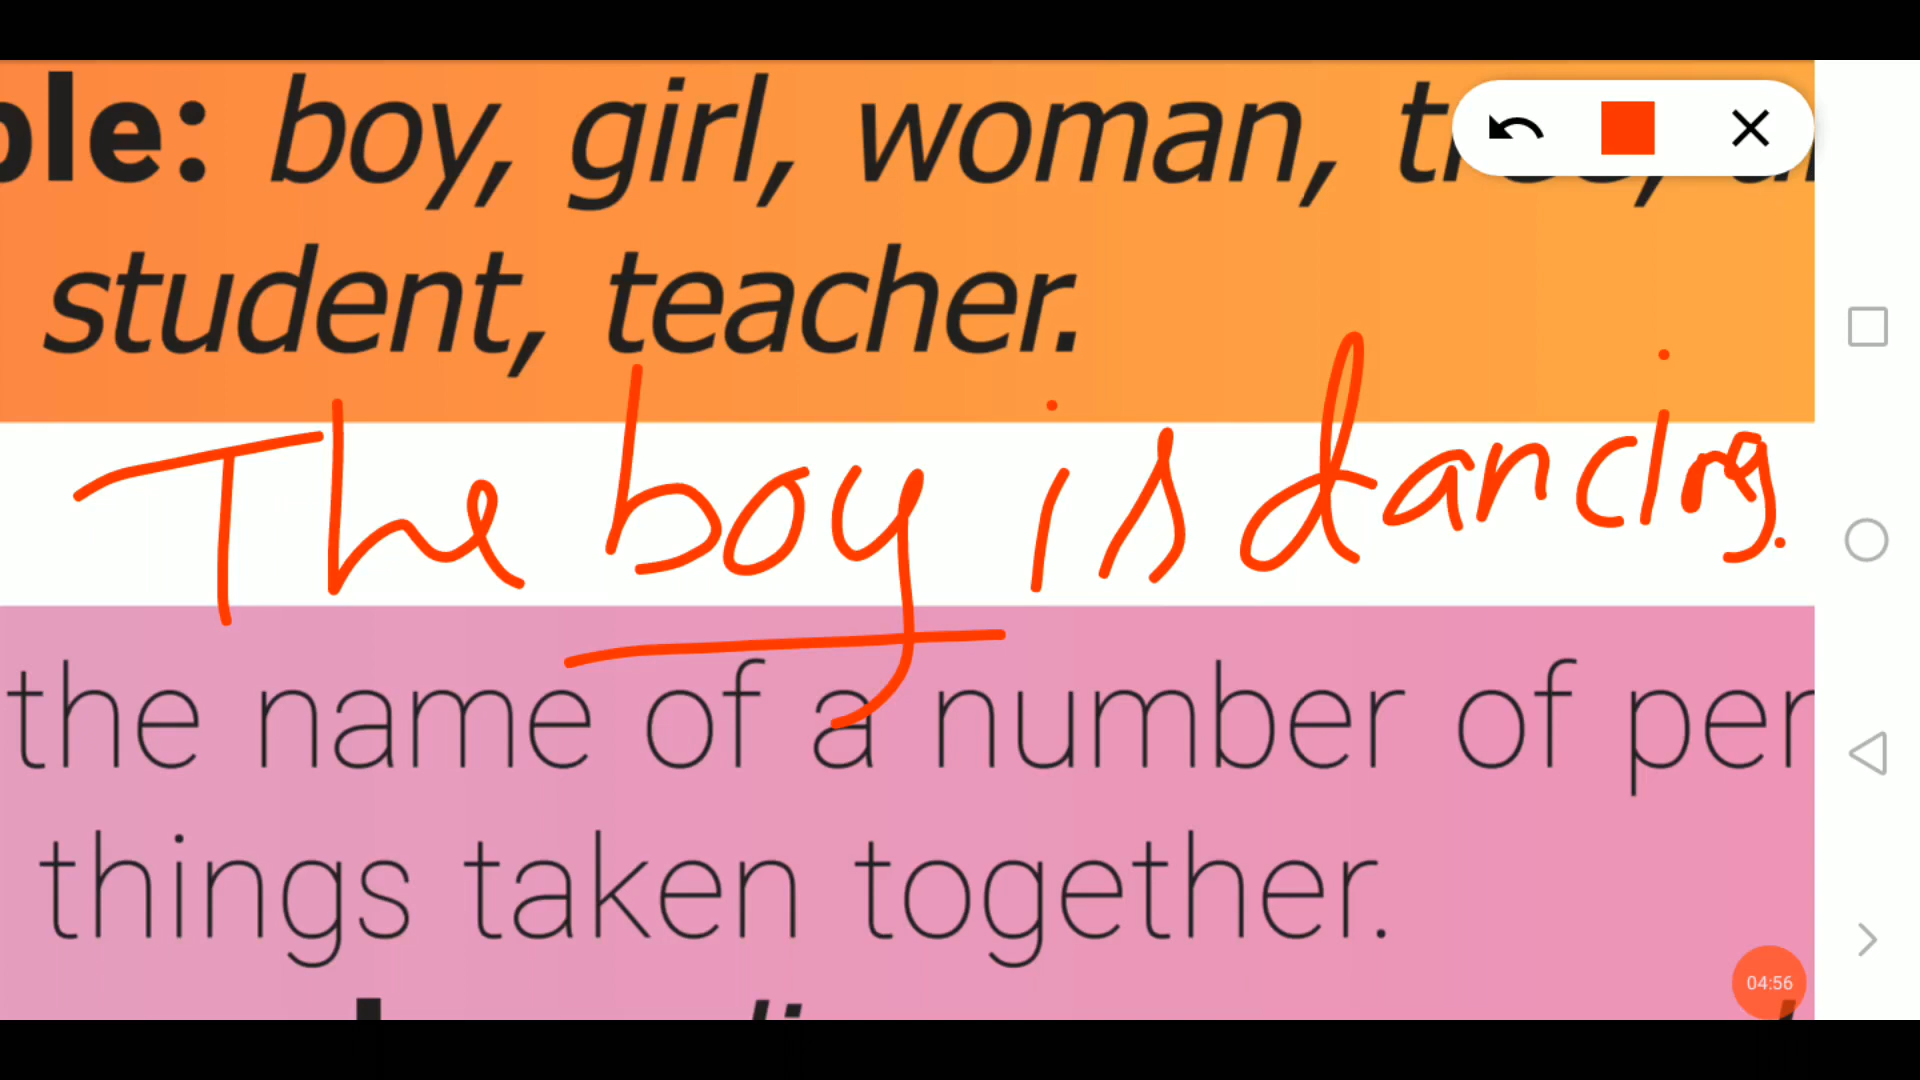 ple: boy, girl, woman,
student, teacher.
The boy is dancing.
the name of a number of per
things taken together.
04:56